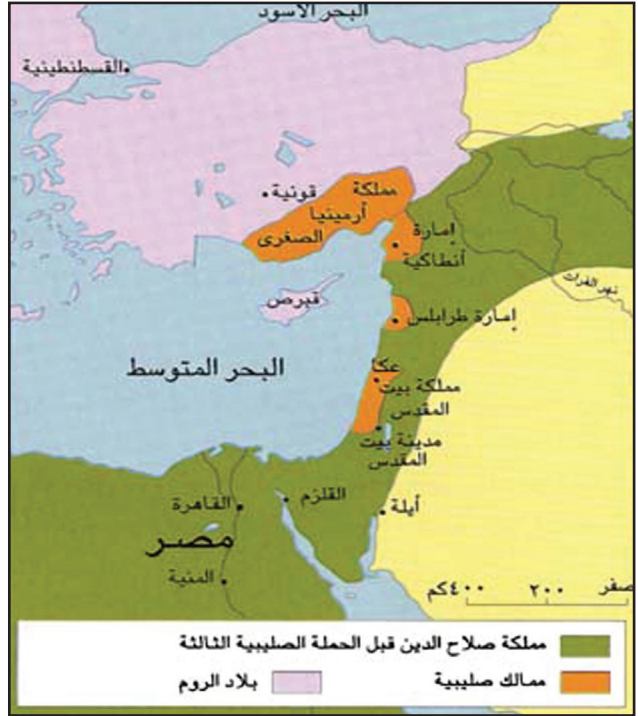 البحر الأسود
القسطنطينية
قونية
مملكة
أرمينيا
الصغرى
إمارة
أنطاكية
نهر الفرات
قبرص
إمارة طرابلس
البحر المتوسط
عكا
مملكة بيت
المقدس
مدينة بيت
المقدس
القاهرة
القلزم
أيلة
مصر
المنية
صفر ٢٠٠ ٤٠٠كم
مملكة صلاح الدين قبل الحملة الصليبية الثالثة
ممالك صليبية
بلاد الروم